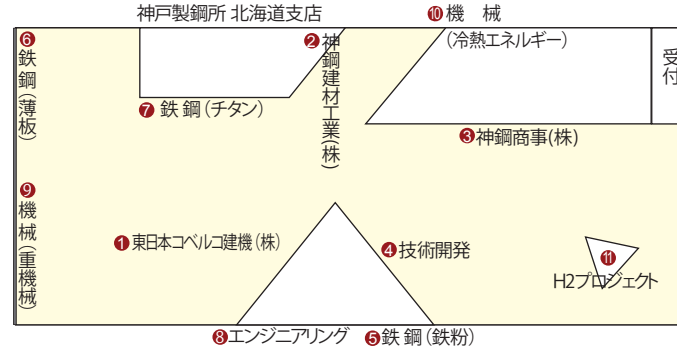 神戸製鋼所 北海道支店
⑩機 械
(冷熱エネルギー)
受付
⑥鉄鋼(薄板)
②神鋼建材工業(株)
⑦鉄 鋼(チタン)
③神鋼商事(株)
⑨機械(重機械)
①東日本コベルコ建機(株)
④技術開発
⑪
H2プロジェクト
⑧エンジニアリング
⑤鉄 鋼(鉄粉)